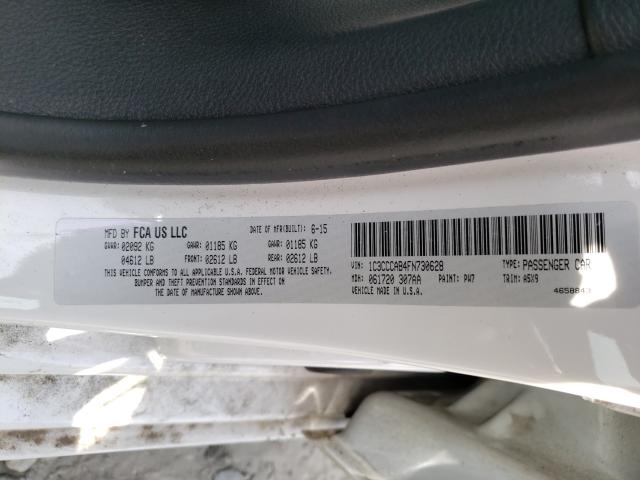 MFD BY FCA US LLC DATE OF MFR(BUILT): 6-15
GVWR: 02092 KG GAWR: 01185 KG GAWR: 01185 KG
04612 LB FRONT: 02612 LB REAR: 02612 LB
THIS VEHICLE CONFORMS TO ALL APPLICABLE U.S.A. FEDERAL MOTOR VEHICLE SAFETY,
BUMPER AND THEFT PREVENTION STANDARDS IN EFFECT ON
THE DATE OF MANUFACTURE SHOWN ABOVE.
VIN: 1C3CCCAB4FN730628 TYPE: PASSENGER CAR
MDH: 061720 307AA PAINT: PW7 TRIM: A5X9
VEHICLE MADE IN U.S.A. 4658843